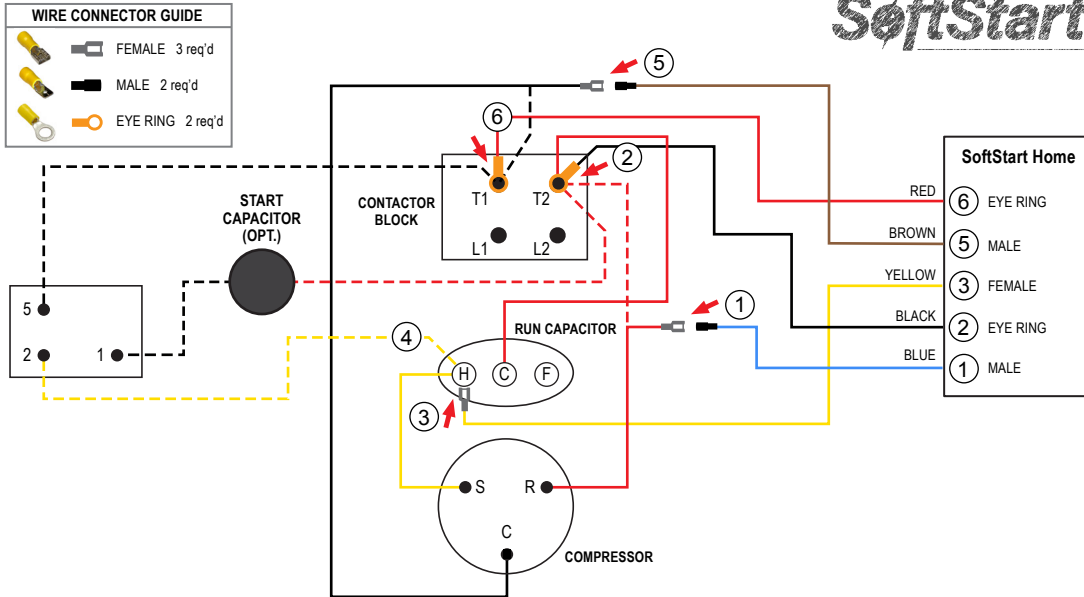 WIRE CONNECTOR GUIDE
FEMALE 3 req'd
MALE 2 req'd
EYE RING 2 req'd
SoftStart
5
6
2
T1
T2
CONTACTOR
BLOCK
L1
L2
START
CAPACITOR
(OPT.)
5
2
1
4
RUN CAPACITOR
1
H
C
F
3
S
R
C
COMPRESSOR
SoftStart Home
RED
6
EYE RING
BROWN
5
MALE
YELLOW
3
FEMALE
BLACK
2
EYE RING
BLUE
1
MALE